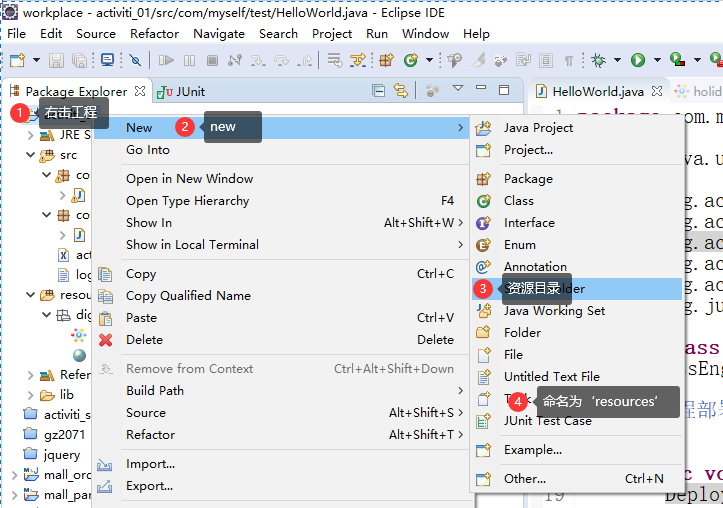 workplace - activiti_01/src/com/myself/test/HelloWorld.java - Eclipse IDE
File Edit Source Refactor Navigate Search Project Run Window Help
Package Explorer
JUnit
HelloWorld.java
holid
1 右击工程
JRE S
src
co
co
act
log
resou
dig
Refer
lib
activiti_s
gz2071
jquery
mall_ord
mall_par
New
2 new
Go Into
Open in New Window
Open Type Hierarchy F4
Show In Alt+Shift+W
Show in Local Terminal
Copy Ctrl+C
Copy Qualified Name
Paste Ctrl+V
Delete Delete
Remove from Context Ctrl+Alt+Shift+Down
Build Path
Source Alt+Shift+S
Refactor Alt+Shift+T
Import...
Export...
Java Project
Project...
Package
Class
Interface
Enum
Annotation
3 资源目录
Java Working Set
Folder
File
Untitled Text File
4 命名为‘resources’
JUnit Test Case
Example...
Other... Ctrl+N
com.m
va.u
g.ac
g.ac
g.ac
g.ac
g.ju
lass
sEng
程部署
c vo
19 Deploy